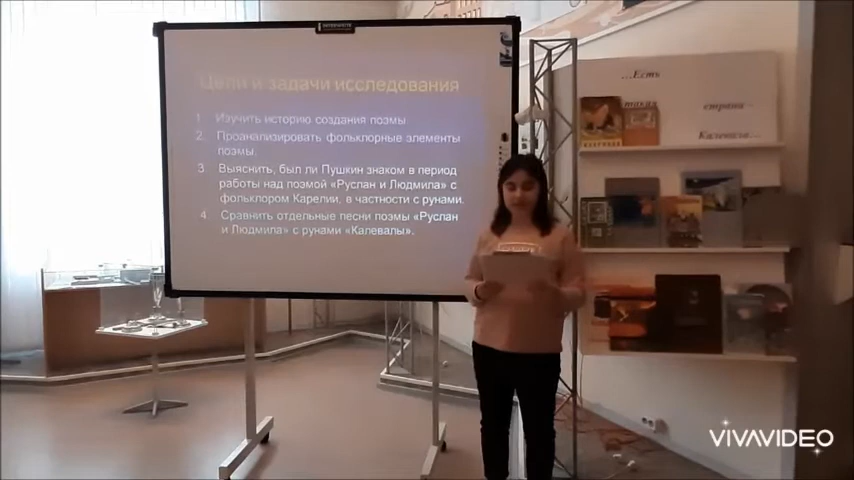 Цели и задачи исследования
1. Изучить историю создания поэмы
2. Проанализировать фольклорные элементы
поэмы.
3 Выяснить, был ли Пушкин знаком в период
работы над поэмой «Руслан и Людмила» с
фольклором Карелии, в частности с рунами.
4 Сравнить отдельные песни поэмы «Руслан
и Людмила» с рунами «Калевалы».
...Есть
такая
страна -
Калевала...
VIVAVIDEO